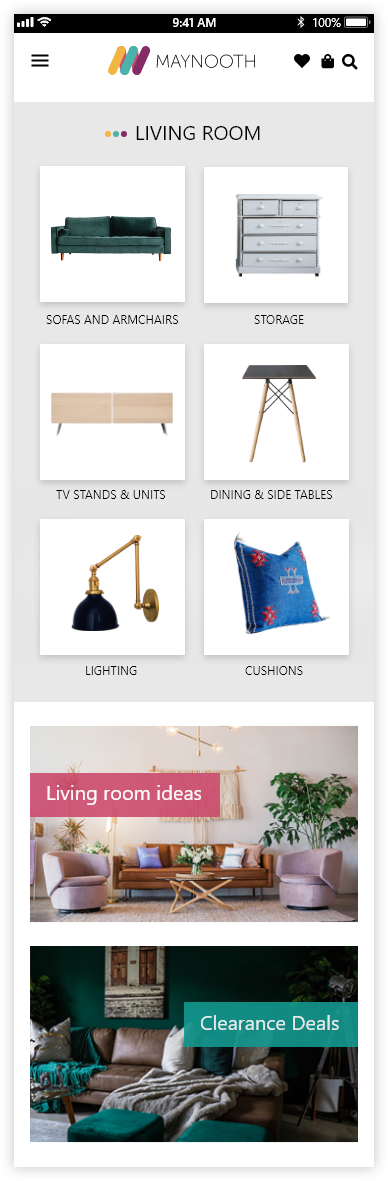 9:41 AM
100%
MAYNOOTH
LIVING ROOM
SOFAS AND ARMCHAIRS
STORAGE
TV STANDS & UNITS
DINING & SIDE TABLES
LIGHTING
CUSHIONS
Living room ideas
Clearance Deals